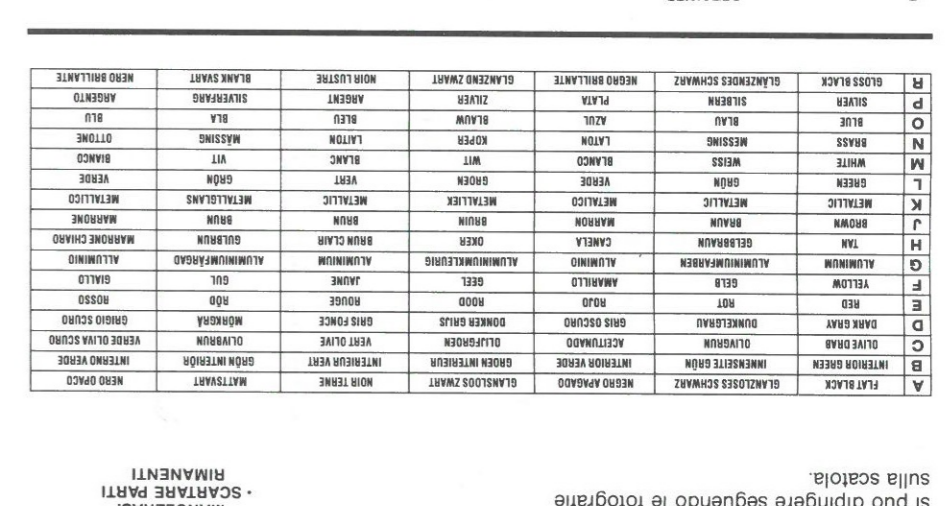 si può dipingere seguendo le fotografie
sulla scatola.
• SCARTARE PARTI
RIMANENTI
A FLAT BLACK GLANZLOSES SCHWARZ NEGRO APAGADO GLANSLOOS ZWART NOIR TERNE MATTSVART NERO OPACO
B INTERIOR GREEN INNENSEITE GRÜN INTERIOR VERDE GROEN INTERIEUR INTERIEUR VERT GRÖN INTERIÖR INTERNO VERDE
C OLIVE DRAB OLIVGRUN ACEITUNADO OLIJFGROEN VERT OLIVE OLIVBRUN VERDE OLIVA SCURO
D DARK GRAY DUNKELGRAU GRIS OSCURO DONKER GRIJS GRIS FONCE MÖRKGRÅ GRIGIO SCURO
E RED ROT ROJO ROOD ROUGE RÖD ROSSO
F YELLOW GELB AMARILLO GEEL JAUNE GUL GIALLO
G ALUMINUM ALUMINIUMFARBEN ALUMINIO ALUMINIUMKLEURIG ALUMINIUM ALUMINIUMFÄRGAD ALLUMINIO
H TAN GELBBRAUN CANELA OKER BRUN CLAIR GULBRUN MARRONE CHIARO
J BROWN BRAUN MARRON BRUIN BRUN BRUN MARRONE
K METALLIC METALLIC METALICO METALLIEK METALLIC METALLGLANS METALLICO
L GREEN GRÜN VERDE GROEN VERT GRÖN VERDE
M WHITE WEISS BLANCO WIT BLANC VIT BIANCO
N BRASS MESSING LATON KOPER LAITON MÄSSING OTTONE
O BLUE BLAU AZUL BLAUW BLEU BLA BLU
P SILVER SILBERN PLATA ZILVER ARGENT SILVERFARG ARGENTO
R GLOSS BLACK GLÄNZENDES SCHWARZ NEGRO BRILLANTE GLANZEND ZWART NOIR LUSTRE BLANK SVART NERO BRILLANTE